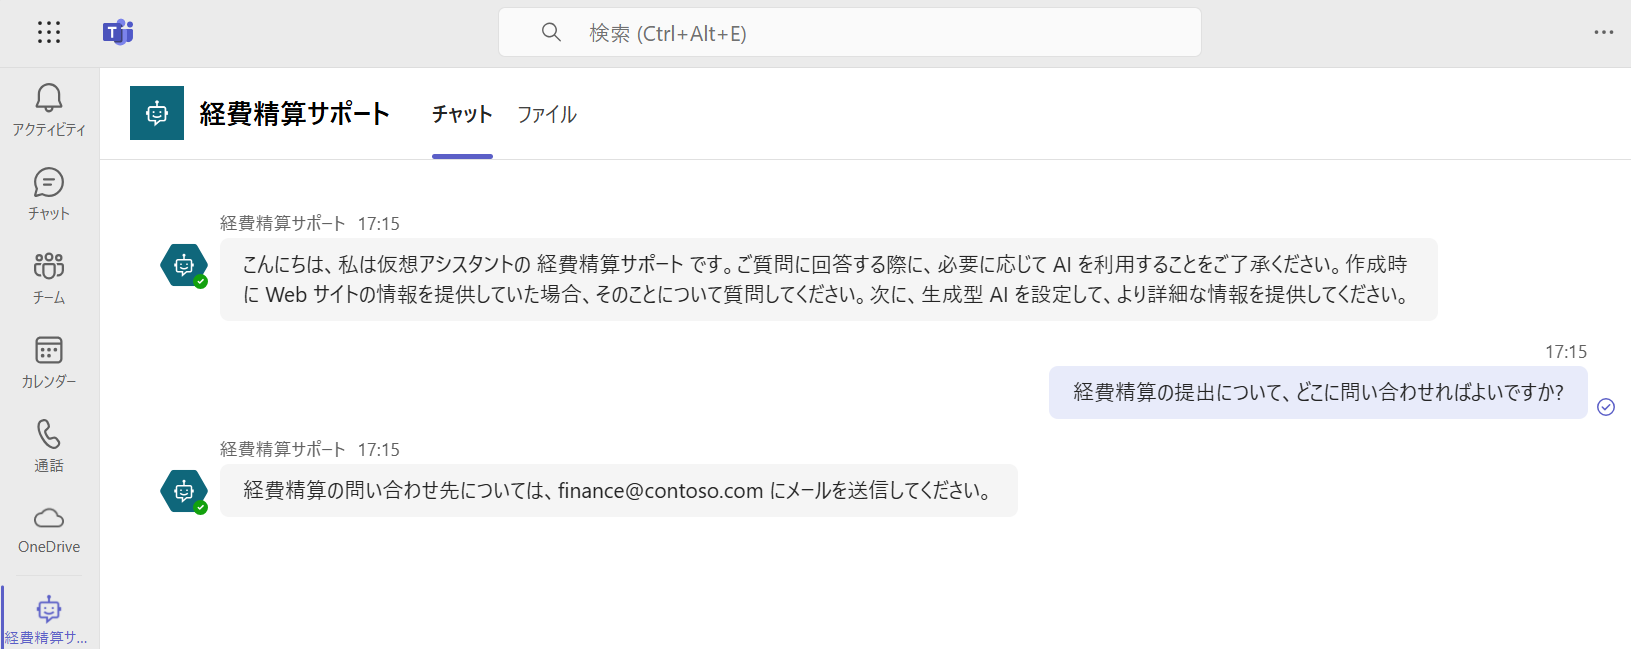 検索 (Ctrl+Alt+E)
アクティビティ
チャット
チーム
カレンダー
通話
OneDrive
経費精算サ...
経費精算サポート チャット ファイル
経費精算サポート 17:15
こんにちは、私は仮想アシスタントの 経費精算サポート です。ご質問に回答する際に、必要に応じて AI を利用することをご了承ください。作成時
に Web サイトの情報を提供していた場合、そのことについて質問してください。次に、生成型 AI を設定して、より詳細な情報を提供してください。
17:15
経費精算の提出について、どこに問い合わせればよいですか?
経費精算サポート 17:15
経費精算の問い合わせ先については、finance@contoso.com にメールを送信してください。